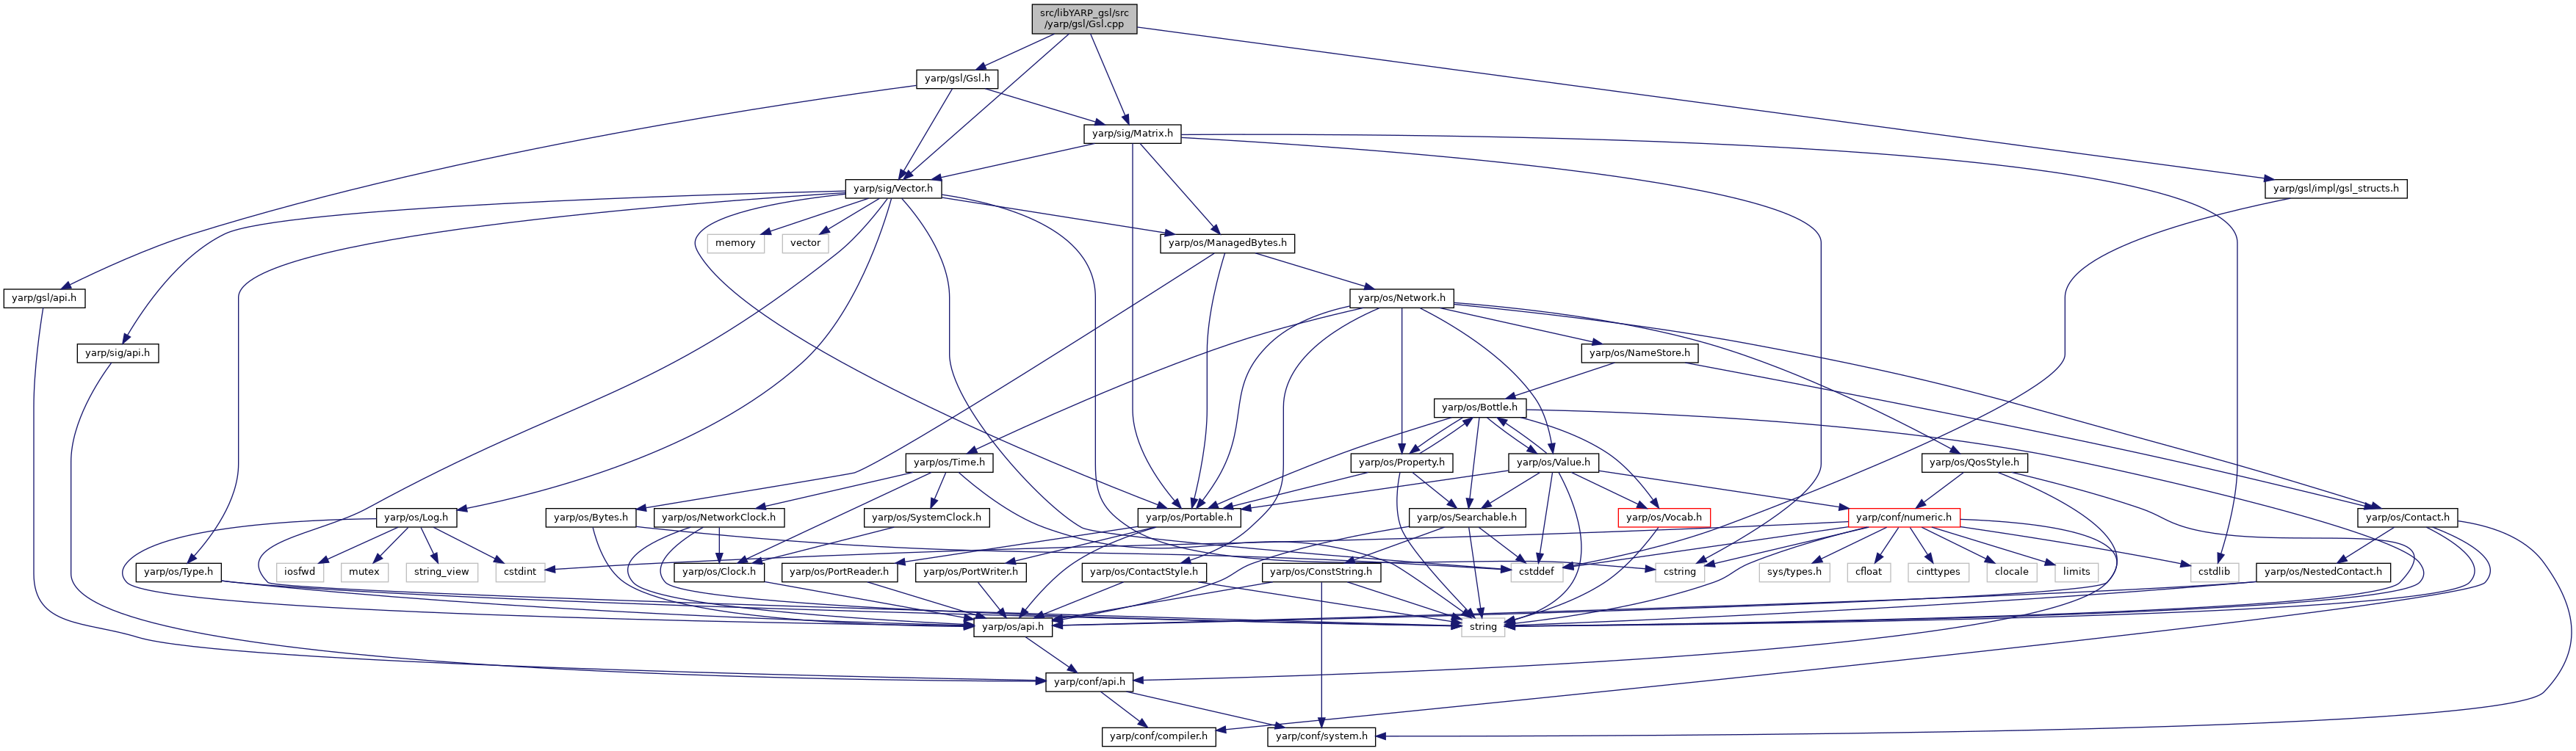 src/libYARP_gsl/src
/yarp/gsl/Gsl.cpp
yarp/gsl/Gsl.h
yarp/sig/Matrix.h
yarp/sig/Vector.h
yarp/gsl/impl/gsl_structs.h
memory
vector
yarp/os/ManagedBytes.h
yarp/gsl/api.h
yarp/os/Network.h
yarp/sig/api.h
yarp/os/NameStore.h
yarp/os/Bottle.h
yarp/os/Time.h
yarp/os/Property.h
yarp/os/Value.h
yarp/os/QosStyle.h
yarp/os/Log.h
yarp/os/Bytes.h
yarp/os/NetworkClock.h
yarp/os/SystemClock.h
yarp/os/Portable.h
yarp/os/Searchable.h
yarp/os/Vocab.h
yarp/conf/numeric.h
yarp/os/Contact.h
yarp/os/Type.h
iosfwd
mutex
string_view
cstdint
yarp/os/Clock.h
yarp/os/PortReader.h
yarp/os/PortWriter.h
yarp/os/ContactStyle.h
yarp/os/ConstString.h
cstddef
cstring
sys/types.h
cfloat
cinttypes
clocale
limits
cstdlib
yarp/os/NestedContact.h
yarp/os/api.h
string
yarp/conf/api.h
yarp/conf/compiler.h
yarp/conf/system.h